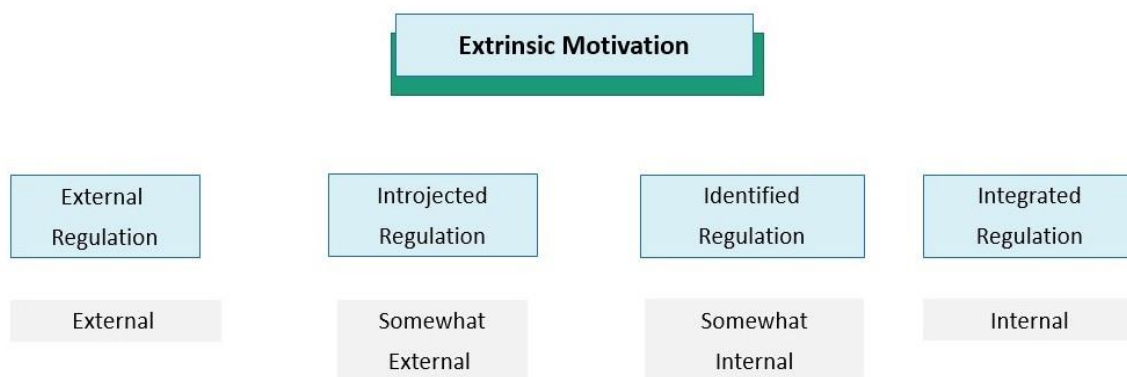 Extrinsic Motivation
External
Regulation
Introjected
Regulation
Identified
Regulation
Integrated
Regulation
External
Somewhat
External
Somewhat
Internal
Internal